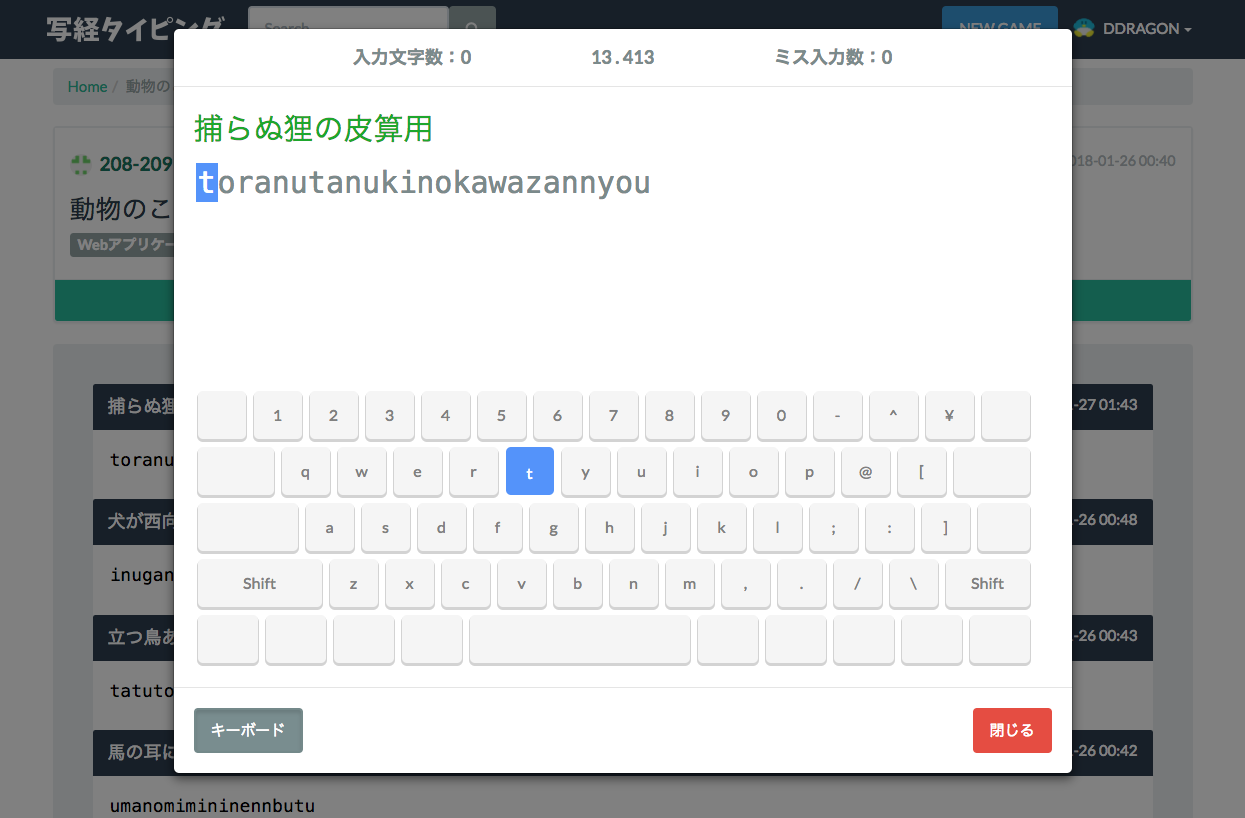 写経タイピング Search NEW GAME DDRAGON
入力文字数：0 13.413 ミス入力数：0
Home / 動物のこ
捕らぬ狸の皮算用
toranutanukinokawazannyou
208-209 018-01-26 00:40
動物のこ
Webアプリケー
1 2 3 4 5 6 7 8 9 0 - ^ ¥
q w e r t y u i o p @ [
a s d f g h j k l ; : ]
Shift z x c v b n m , . / \ Shift
捕らぬ狸 -27 01:43
toranu
犬が西向 -26 00:48
inugan
立つ鳥あ -26 00:43
tatuto
キーボード 閉じる
馬の耳に -26 00:42
umanomimininennbutu